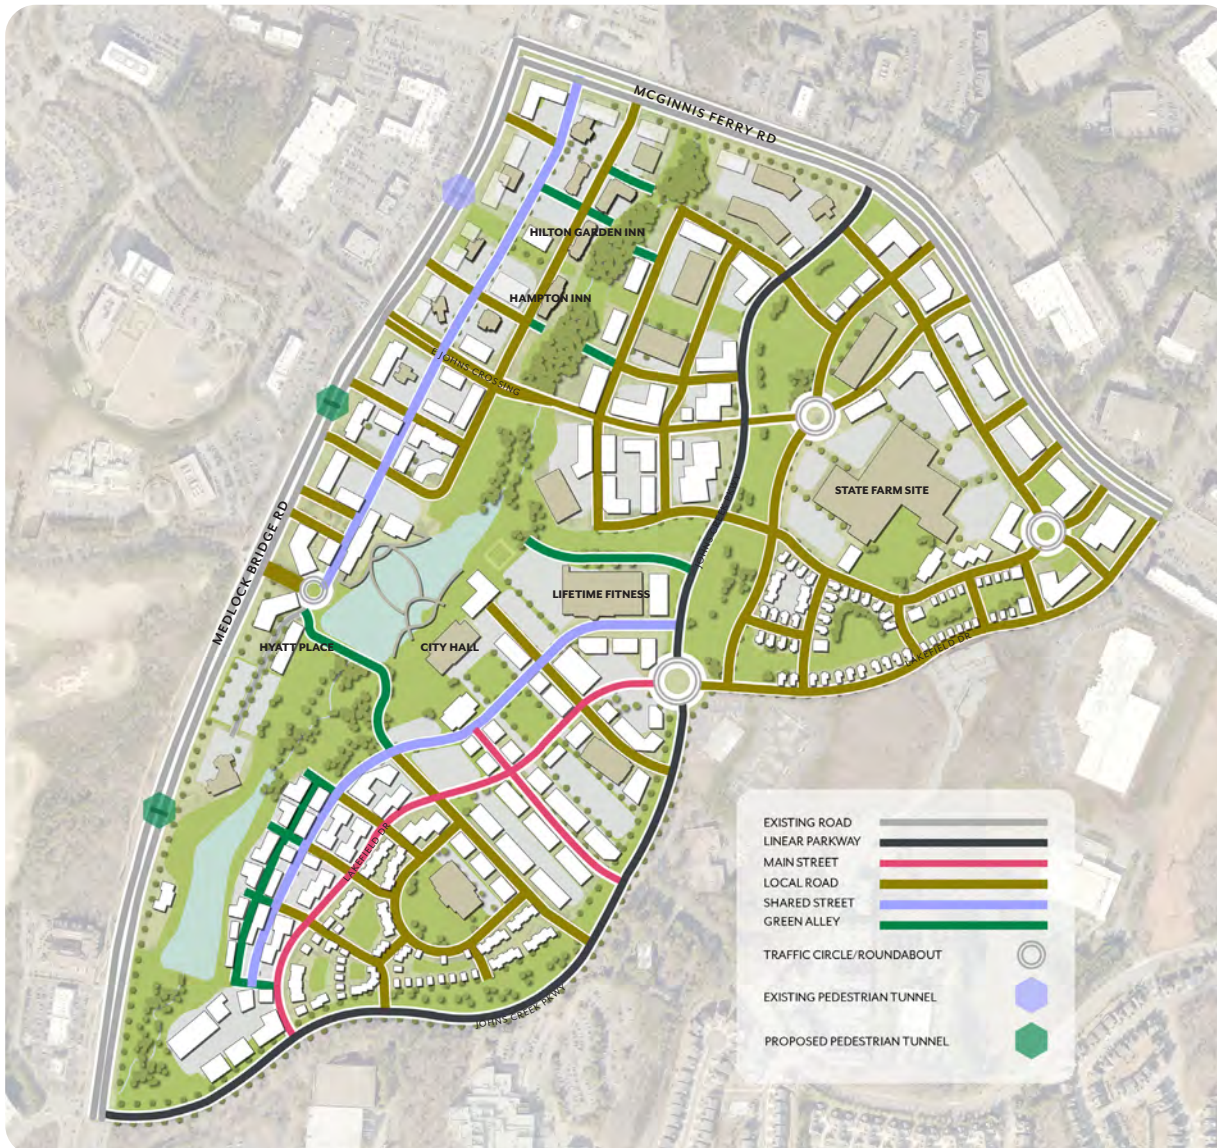 MCGINNIS FERRY RD
HILTON GARDEN INN
HAMPTON INN
E JOHNS CROSSING
STATE FARM SITE
MEDLOCK BRIDGE RD
LIFETIME FITNESS
HYATT PLACE
CITY HALL
LAKEFIELD DR
LAKEFIELD DR
JOHNS CREEK PKWY
EXISTING ROAD
LINEAR PARKWAY
MAIN STREET
LOCAL ROAD
SHARED STREET
GREEN ALLEY
TRAFFIC CIRCLE/ROUNDABOUT
EXISTING PEDESTRIAN TUNNEL
PROPOSED PEDESTRIAN TUNNEL